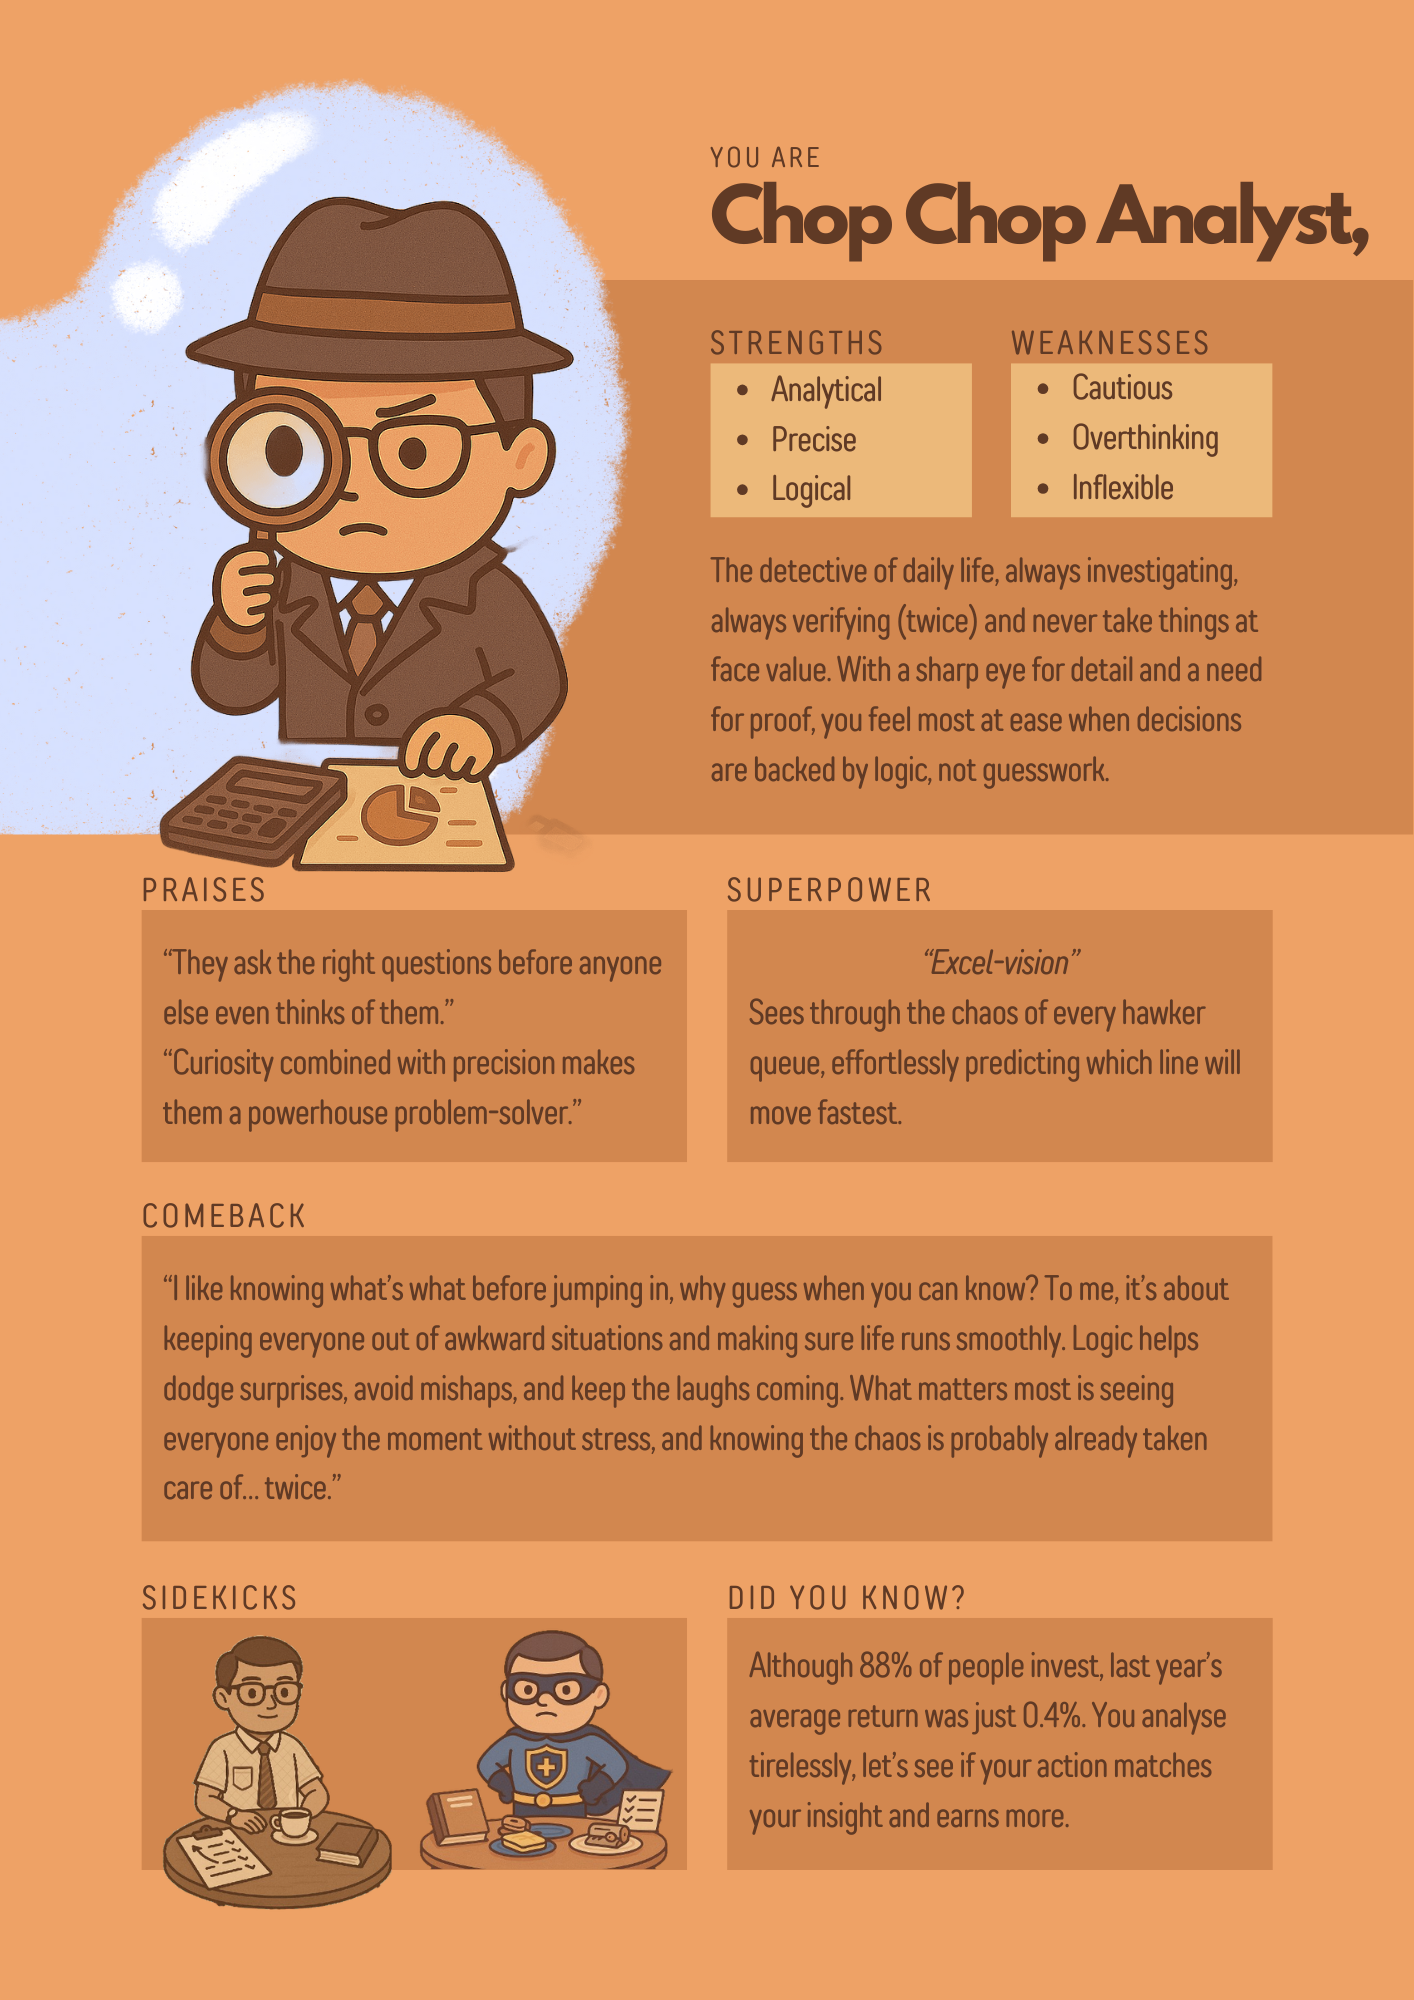 YOU ARE
Chop Chop Analyst,
STRENGTHS
• Analytical
• Precise
• Logical
WEAKNESSES
• Cautious
• Overthinking
• Inflexible
The detective of daily life, always investigating,
always verifying (twice) and never take things at
face value. With a sharp eye for detail and a need
for proof, you feel most at ease when decisions
are backed by logic, not guesswork.
PRAISES
“They ask the right questions before anyone
else even thinks of them.”
“Curiosity combined with precision makes
them a powerhouse problem-solver.”
SUPERPOWER
“Excel-vision”
Sees through the chaos of every hawker
queue, effortlessly predicting which line will
move fastest.
COMEBACK
“I like knowing what’s what before jumping in, why guess when you can know? To me, it’s about
keeping everyone out of awkward situations and making sure life runs smoothly. Logic helps
dodge surprises, avoid mishaps, and keep the laughs coming. What matters most is seeing
everyone enjoy the moment without stress, and knowing the chaos is probably already taken
care of... twice.”
SIDEKICKS
DID YOU KNOW?
Although 88% of people invest, last year’s
average return was just 0.4%. You analyse
tirelessly, let’s see if your action matches
your insight and earns more.